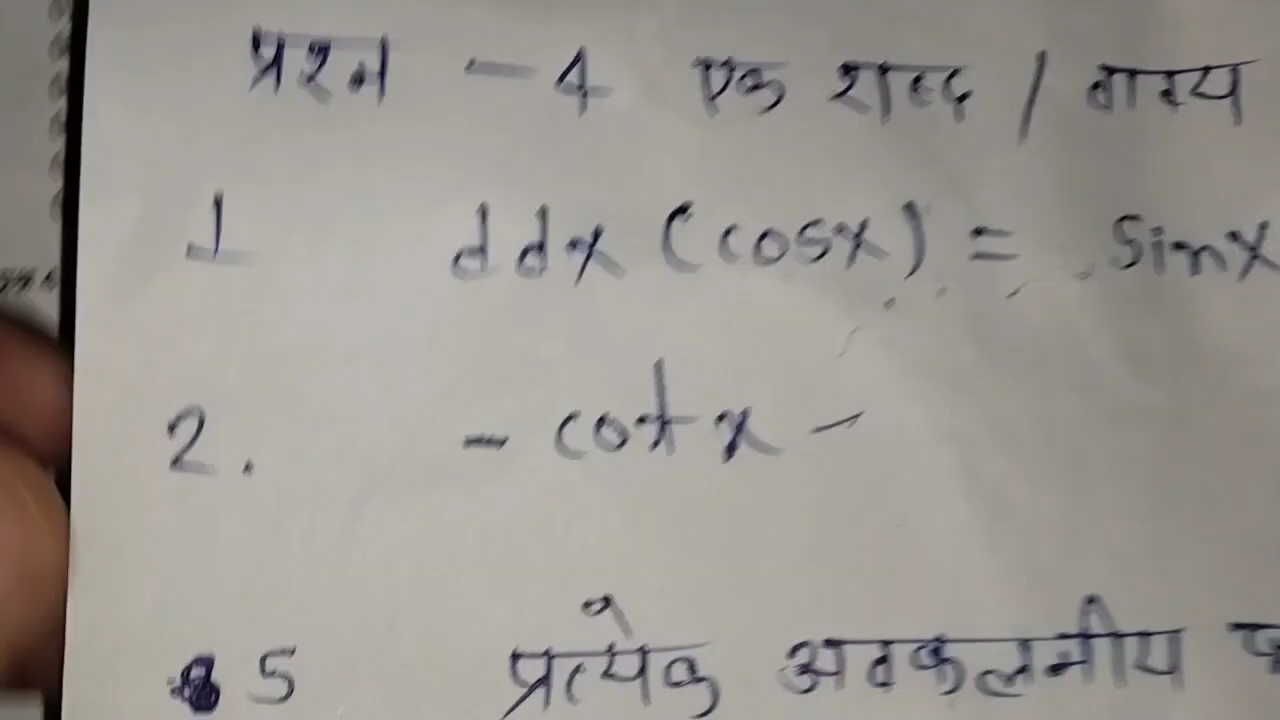 प्रश्न - 4 एक शब्द / वाक्य
1 ddx (cosx) = sinx
2. - cotx -
5 प्रत्येक अवकलनीय